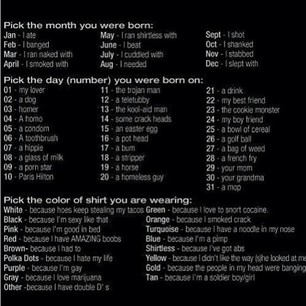 Pick the month you were born:
Jan - I ate May - I ran shirtless with Sept - I shot
Feb - I banged June - I beat Oct - I shanked
Mar - I ran naked with July - I cuddled with Nov - I stabbed
April - I smoked with Aug - I needed Dec - I slept with
Pick the day (number) you were born on:
01 - my lover 11 - the trojan man 21 - a drink
02 - a dog 12 - a teletubby 22 - my best friend
03 - homer 13 - the kool-aid man 23 - the cookie monster
04 - A homo 14 - some crack heads 24 - my boy friend
05 - a condom 15 - an easter egg 25 - a bowl of cereal
06 - A toothbrush 16 - a pot head 26 - a golf ball
07 - a hippie 17 - a bum 27 - a bag of weed
08 - a glass of milk 18 - a stripper 28 - a french fry
09 - a porn star 19 - a horse 29 - your mom
10 - Paris Hilton 20 - a homeless guy 30 - your grandma
31 - a mop
Pick the color of shirt you are wearing:
White - because hoes keep stealing my tacos Green - because I love to snort cocaine.
Black - because I'm sexy like that Orange - because I smoked crack
Pink - because I'm good in bed Turquoise - because I have a noodle in my nose
Red - because I have AMAZING boobs Blue - because I'm a pimp
Brown- because I had to Shirtless - because I've got abs
Polka Dots - because I hate my life Yellow - because I didn't like the way (s)he looked at me
Purple - because I'm gay Gold - because the people in my head were banging
Gray - because I love marijuana Tan - because I'm a soldier boy/girl
Other -because I have double D' s